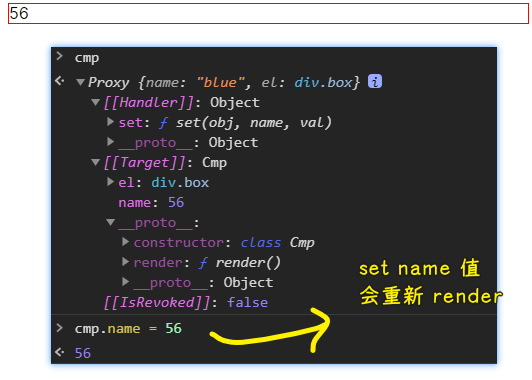 56
> cmp
Proxy {name: "blue", el: div.box} i
[[Handler]]: Object
set: ƒ set(obj, name, val)
__proto__: Object
[[Target]]: Cmp
el: div.box
name: 56
__proto__:
constructor: class Cmp
render: ƒ render()
__proto__: Object
[[IsRevoked]]: false
set name 值
会重新 render
> cmp.name = 56
56